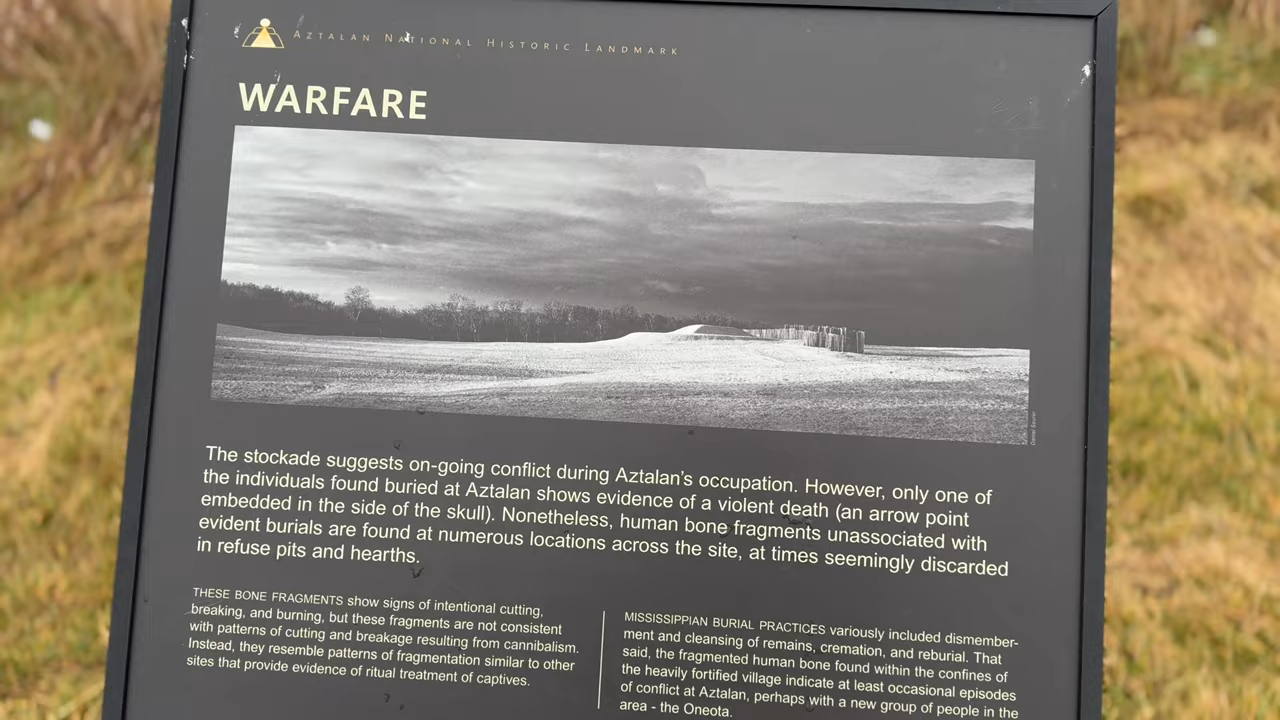 AZTALAN NATIONAL HISTORIC LANDMARK
WARFARE
The stockade suggests on-going conflict during Aztalan's occupation. However, only one of
the individuals found buried at Aztalan shows evidence of a violent death (an arrow point
embedded in the side of the skull). Nonetheless, human bone fragments unassociated with
evident burials are found at numerous locations across the site, at times seemingly discarded
in refuse pits and hearths.
THESE BONE FRAGMENTS show signs of intentional cutting,
breaking, and burning, but these fragments are not consistent
with patterns of cutting and breakage resulting from cannibalism.
Instead, they resemble patterns of fragmentation similar to other
sites that provide evidence of ritual treatment of captives.
MISSISSIPPIAN BURIAL PRACTICES variously included dismember-
ment and cleansing of remains, cremation, and reburial. That
said, the fragmented human bone found within the confines of
the heavily fortified village indicate at least occasional episodes
of conflict at Aztalan, perhaps with a new group of people in the
area - the Oneota.